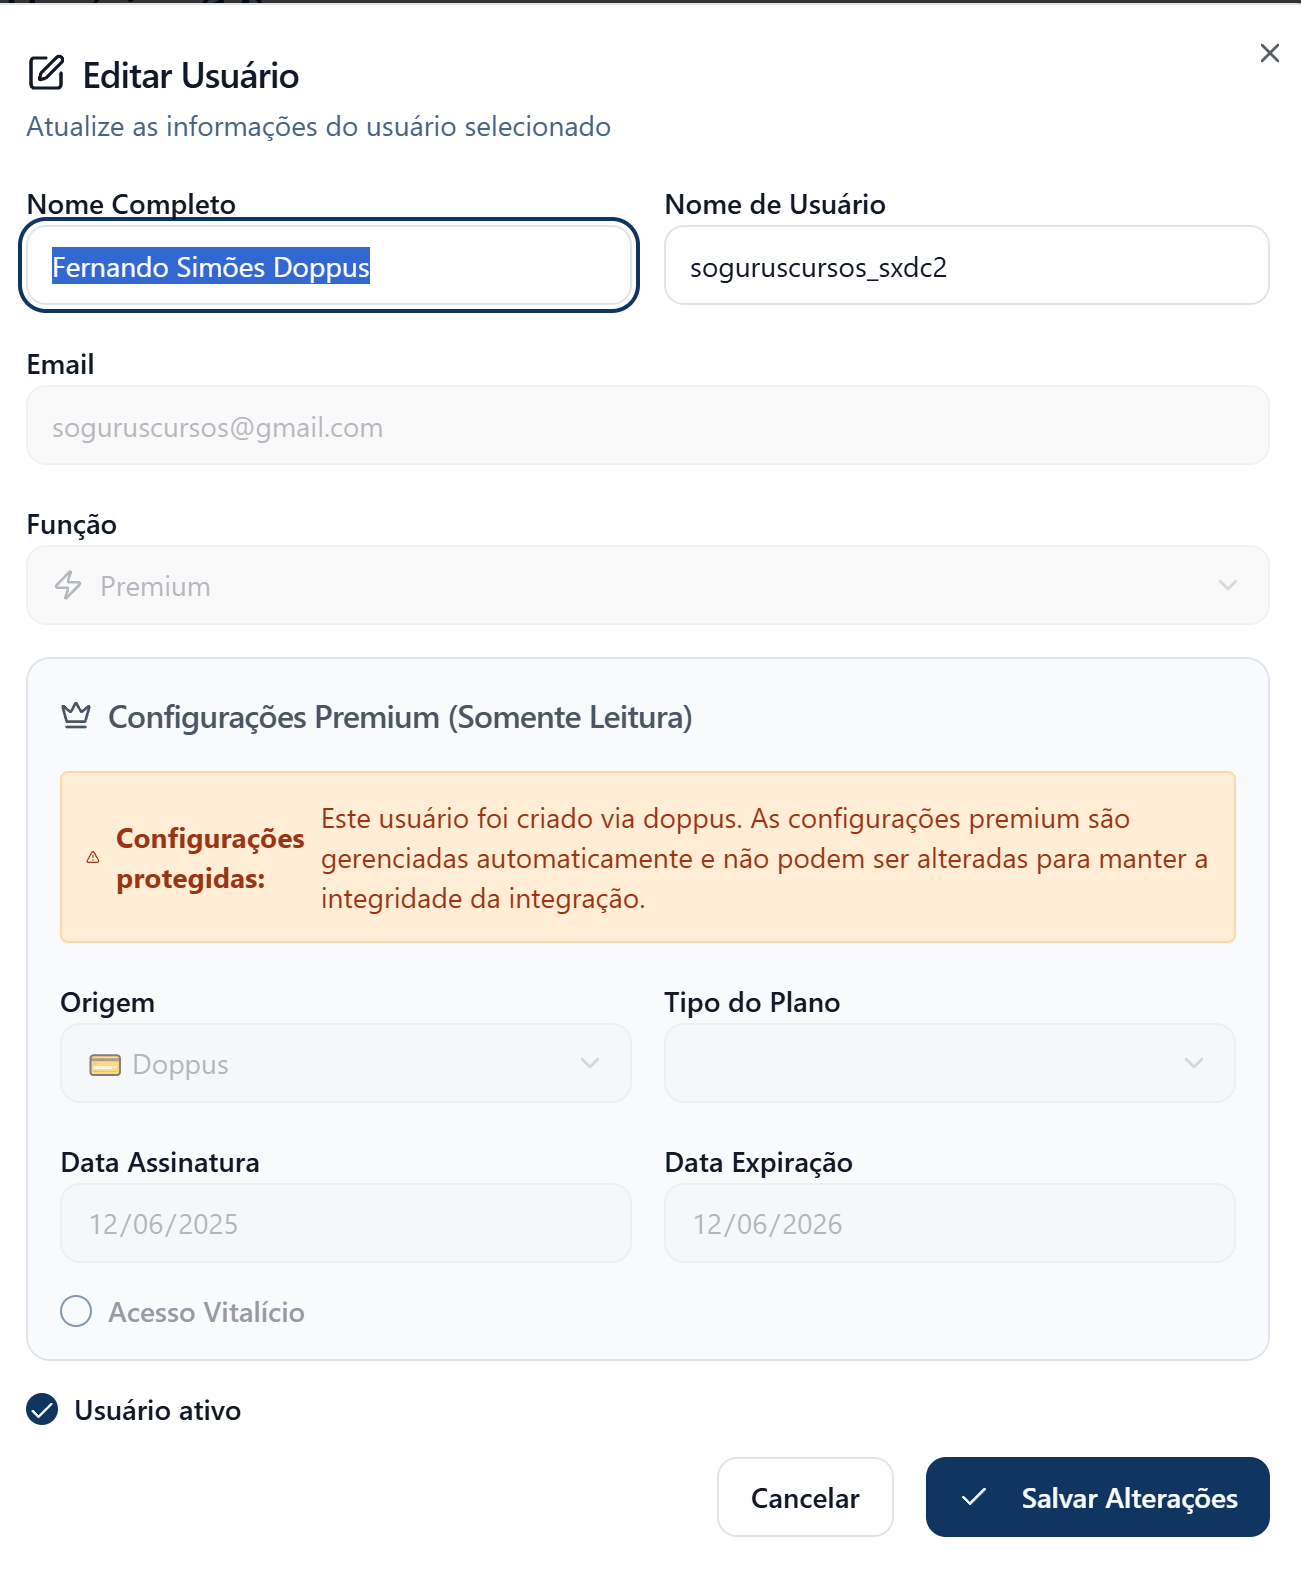 Editar Usuário
Atualize as informações do usuário selecionado
Nome Completo
Fernando Simões Doppus
Nome de Usuário
soguruscursos_sxdc2
Email
soguruscursos@gmail.com
Função
Premium
Configurações Premium (Somente Leitura)
Configurações
protegidas:
Este usuário foi criado via doppus. As configurações premium são
gerenciadas automaticamente e não podem ser alteradas para manter a
integridade da integração.
Origem
Doppus
Tipo do Plano
Data Assinatura
12/06/2025
Data Expiração
12/06/2026
Acesso Vitalício
Usuário ativo
Cancelar
Salvar Alterações